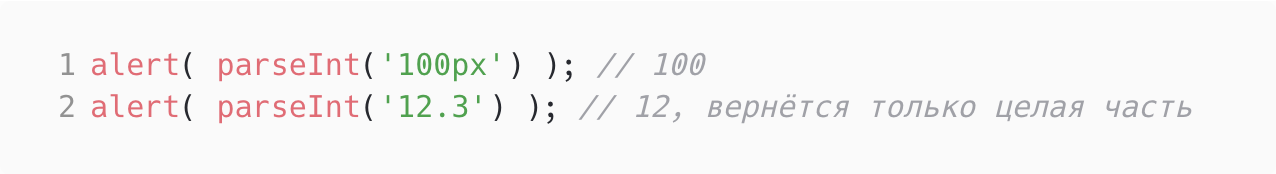 1 alert( parseInt('100px') ); // 100
2 alert( parseInt('12.3') ); // 12, вернётся только целая часть